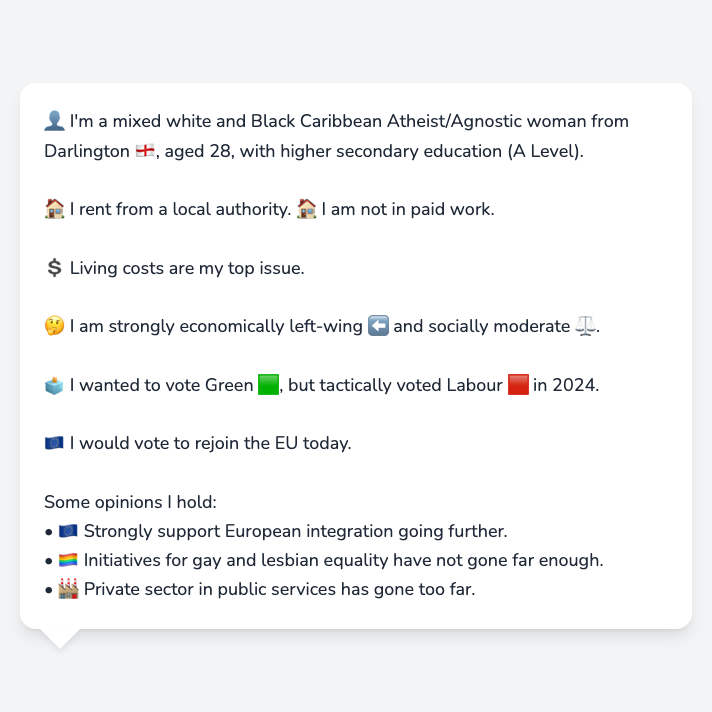 👤 I'm a mixed white and Black Caribbean Atheist/Agnostic woman from
Darlington 🏴󠁧󠁢󠁥󠁮󠁧󠁿, aged 28, with higher secondary education (A Level).
🏠 I rent from a local authority. 🏠 I am not in paid work.
💲 Living costs are my top issue.
🤔 I am strongly economically left-wing ⬅️ and socially moderate ⚖️.
🗳️ I wanted to vote Green 🟩, but tactically voted Labour 🟥 in 2024.
🇪🇺 I would vote to rejoin the EU today.
Some opinions I hold:
• 🇪🇺 Strongly support European integration going further.
• 🏳️‍🌈 Initiatives for gay and lesbian equality have not gone far enough.
• 🏭 Private sector in public services has gone too far.